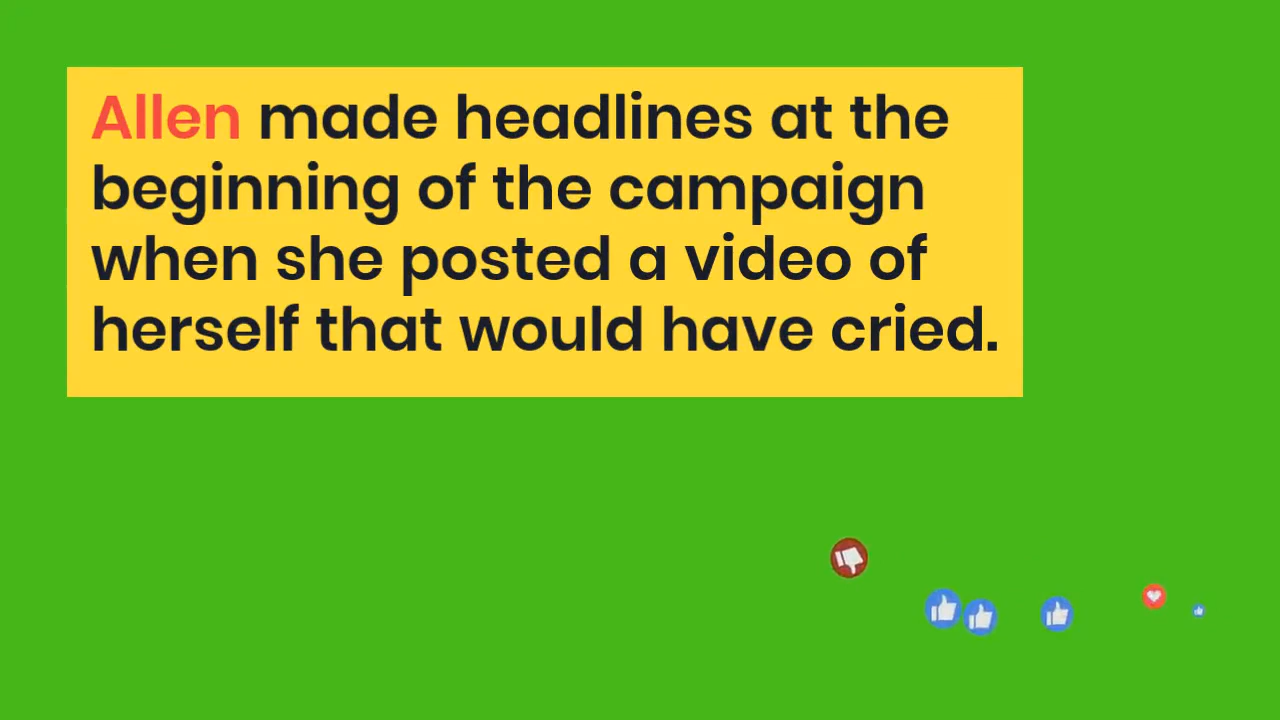 Allen made headlines at the
beginning of the campaign
when she posted a video of
herself that would have cried.